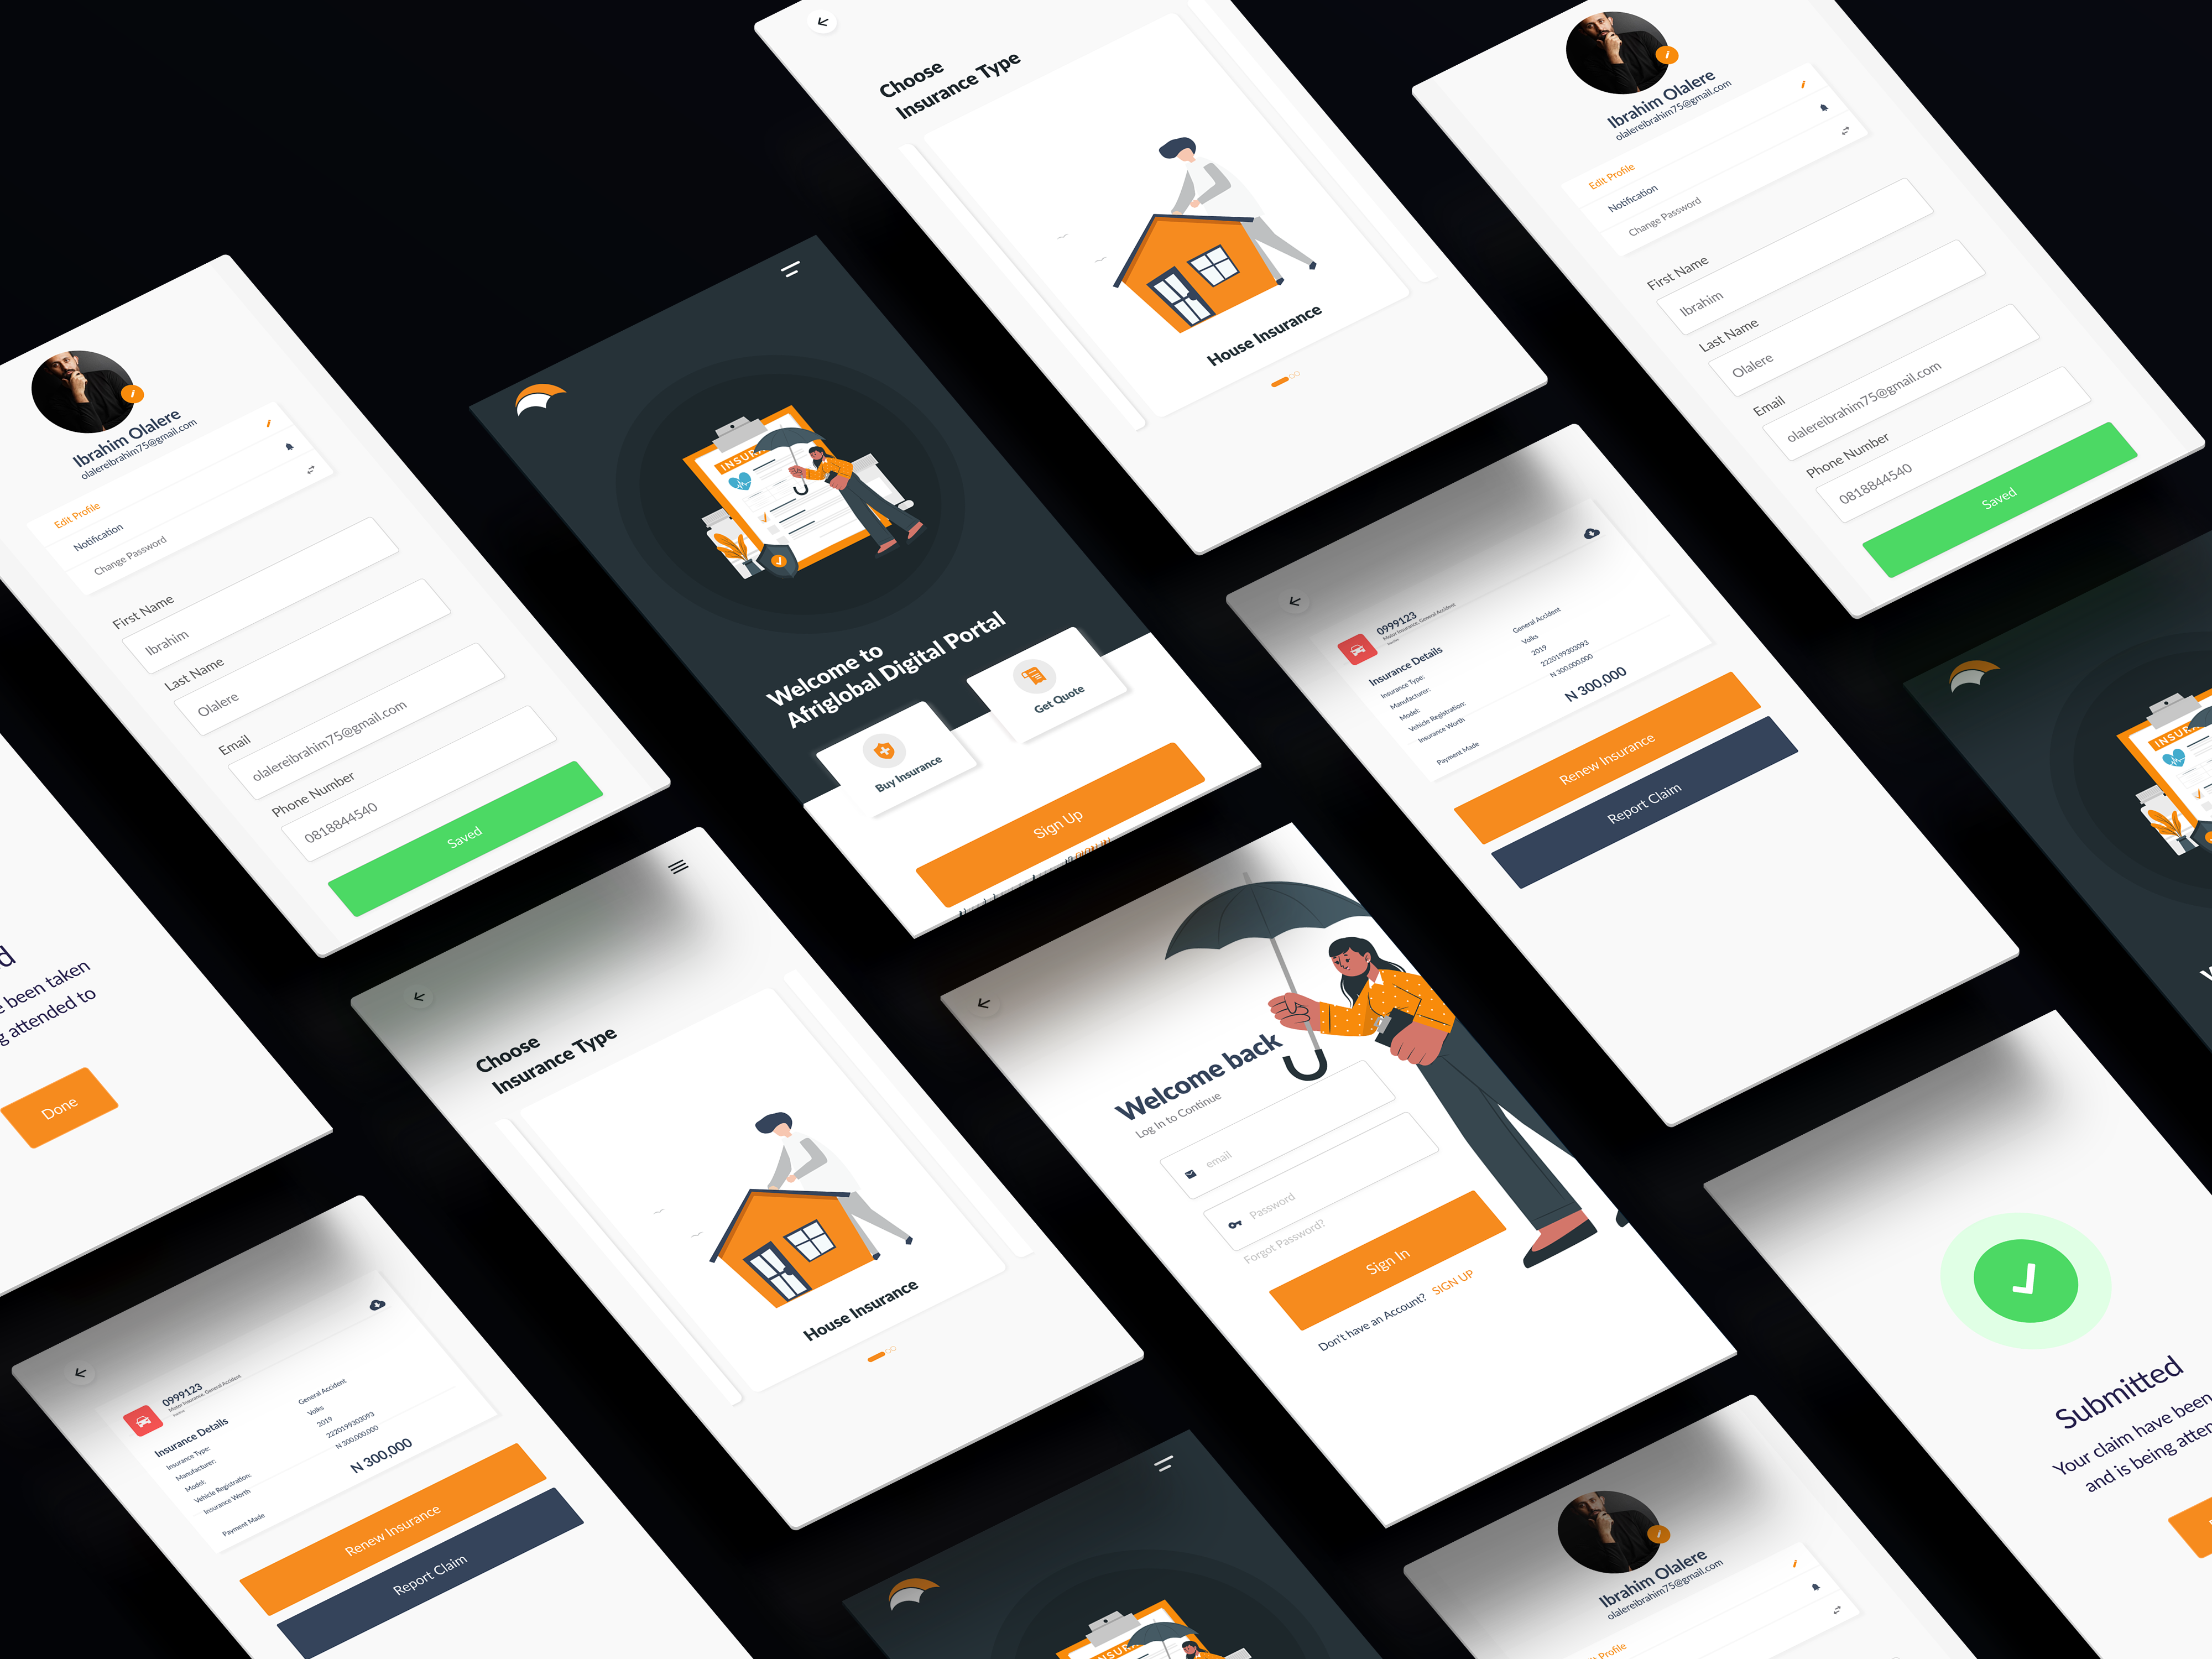 Choose
Insurance Type
House Insurance
Ibrahim Olalere
olalereibrahim75@gmail.com
Edit Profile
Notification
Change Password
First Name
Ibrahim
Last Name
Olalere
Email
olalereibrahim75@gmail.com
Phone Number
0818844540
Saved
Ibrahim Olalere
olalereibrahim75@gmail.com
Edit Profile
Notification
Change Password
First Name
Ibrahim
Last Name
Olalere
Email
olalereibrahim75@gmail.com
Phone Number
0818844540
Saved
Welcome to
Afriglobal Digital Portal
Buy Insurance
Get Quote
Sign Up
0999123
Motor Insurance, General Accident
Insurance Details
Insurance Type: General Accident
Manufacturer: Volks
Model: 2019
Vehicle Registration: 2220199303093
Insurance Worth N 300,000,000
Payment Made N 300,000
Renew Insurance
Report Claim
d
been taken
g attended to
Done
Choose
Insurance Type
House Insurance
Welcome back
Log In to Continue
email
Password
Forgot Password?
Sign In
Don't have an Account? SIGN UP
0999123
Motor Insurance, General Accident
Insurance Details
Insurance Type: General Accident
Manufacturer: Volks
Model: 2019
Vehicle Registration: 2220199303093
Insurance Worth N 300,000,000
Payment Made N 300,000
Renew Insurance
Report Claim
Submitted
Your claim have been
and is being atten
Ibrahim Olalere
olalereibrahim75@gmail.com
Profile